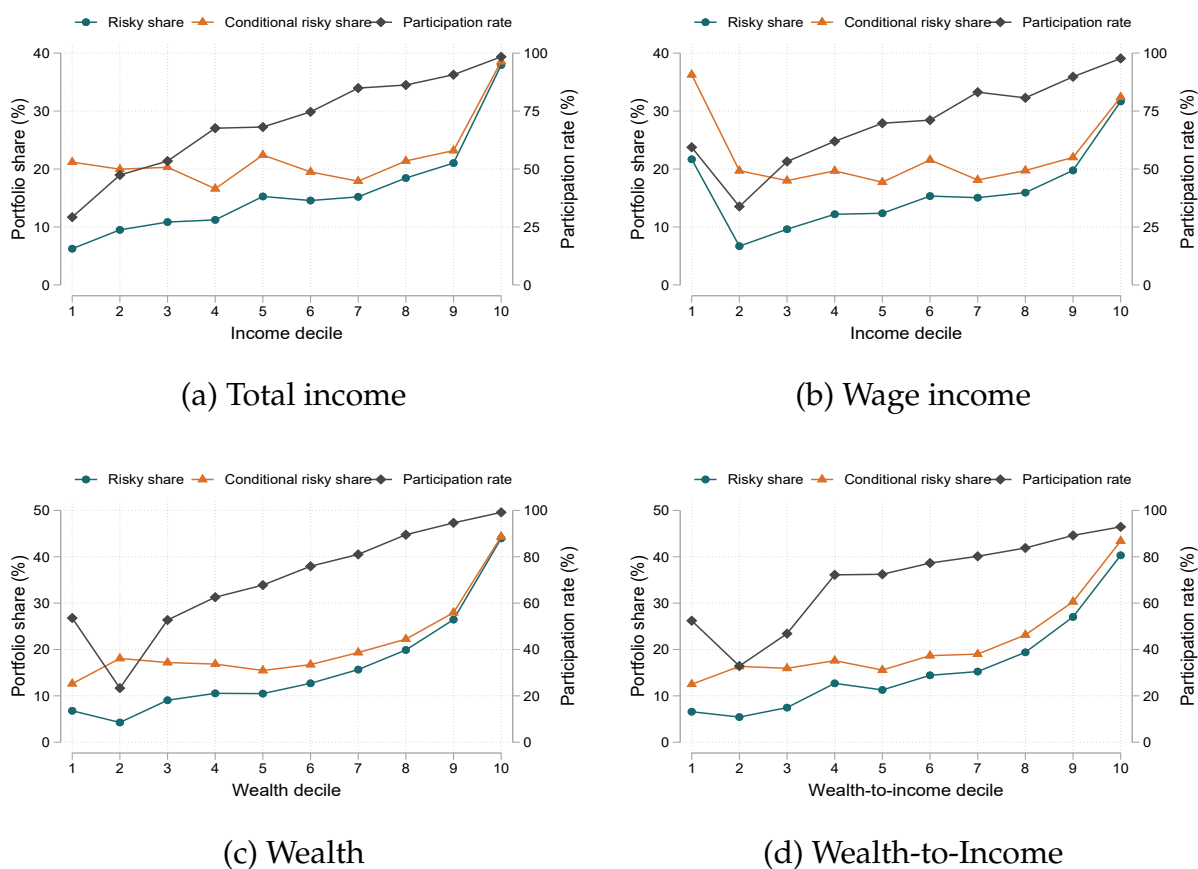 Risky share Conditional risky share Participation rate
Portfolio share (%)
40
30
20
10
0
100
75
50
25
0
Participation rate (%)
1 2 3 4 5 6 7 8 9 10
Income decile
(a) Total income
Risky share Conditional risky share Participation rate
Portfolio share (%)
40
30
20
10
0
100
75
50
25
0
Participation rate (%)
1 2 3 4 5 6 7 8 9 10
Income decile
(b) Wage income
Risky share Conditional risky share Participation rate
Portfolio share (%)
50
40
30
20
10
0
100
80
60
40
20
0
Participation rate (%)
1 2 3 4 5 6 7 8 9 10
Wealth decile
(c) Wealth
Risky share Conditional risky share Participation rate
Portfolio share (%)
50
40
30
20
10
0
100
80
60
40
20
0
Participation rate (%)
1 2 3 4 5 6 7 8 9 10
Wealth-to-income decile
(d) Wealth-to-Income